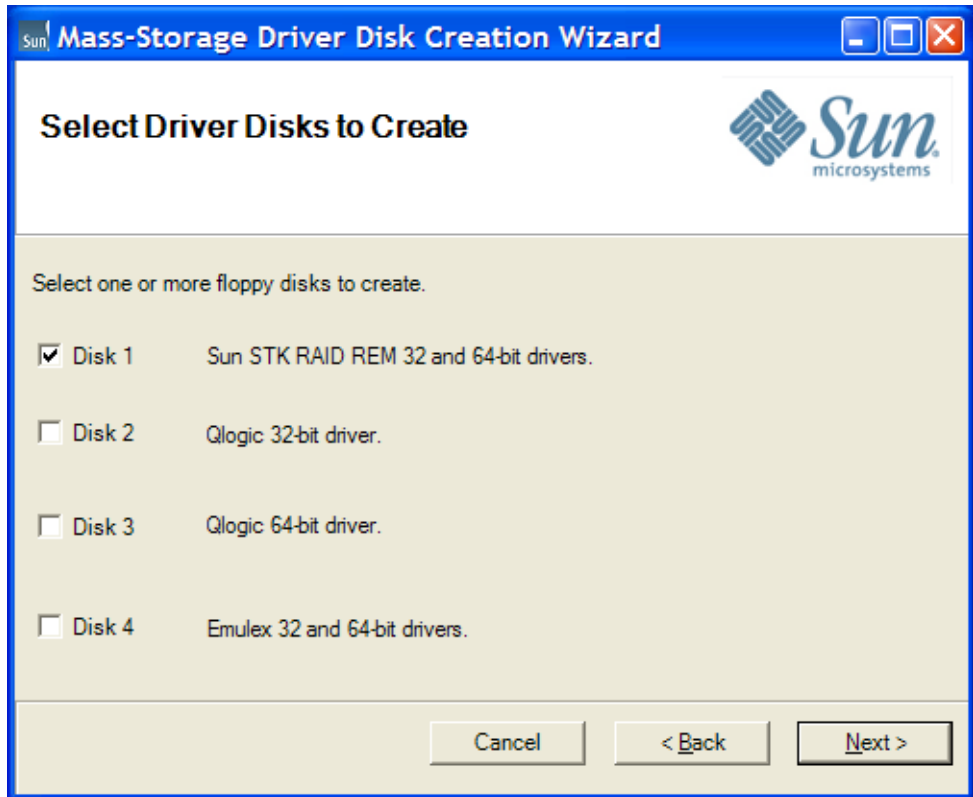 Sun Mass-Storage Driver Disk Creation Wizard
Select Driver Disks to Create
Sun
microsystems
Select one or more floppy disks to create.
Disk 1 Sun STK RAID REM 32 and 64-bit drivers.
Disk 2 Qlogic 32-bit driver.
Disk 3 Qlogic 64-bit driver.
Disk 4 Emulex 32 and 64-bit drivers.
Cancel < Back Next >